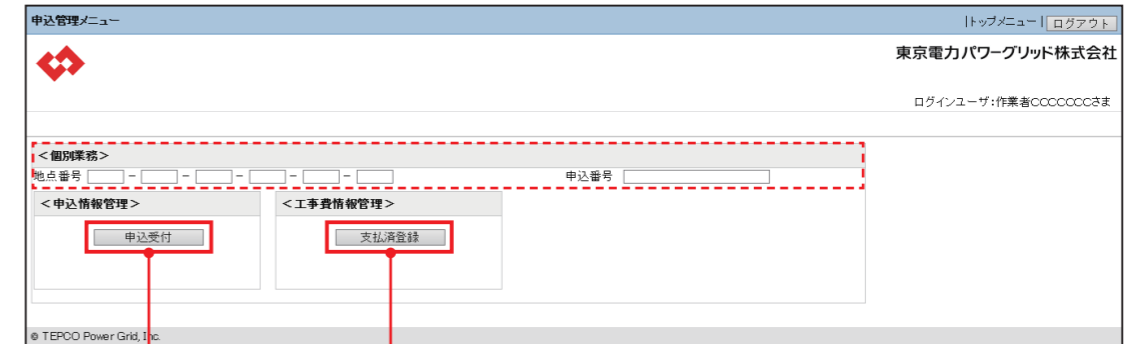 申込管理メニュー |トップメニュー| ログアウト
東京電力パワーグリッド株式会社
ログインユーザ:作業者CCCCCCCさま
<個別業務>
地点番号 - - - - - 申込番号
<申込情報管理> <工事費情報管理>
申込受付 支払済登録
© TEPCO Power Grid, Inc.